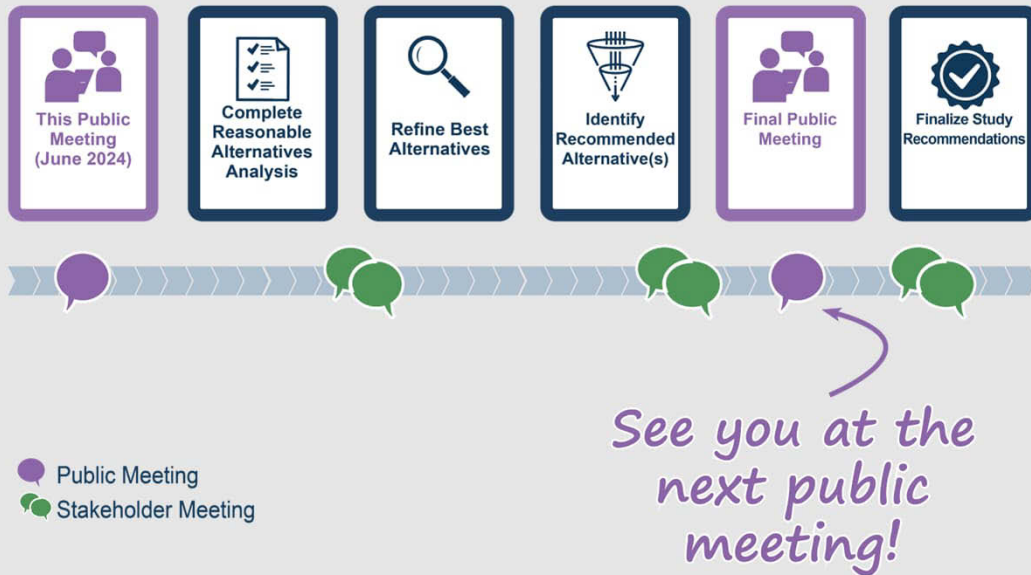 This Public
Meeting
(June 2024)
Complete
Reasonable
Alternatives
Analysis
Refine Best
Alternatives
Identify
Recommended
Alternative(s)
Final Public
Meeting
Finalize Study
Recommendations
See you at the
next public
meeting!
Public Meeting
Stakeholder Meeting